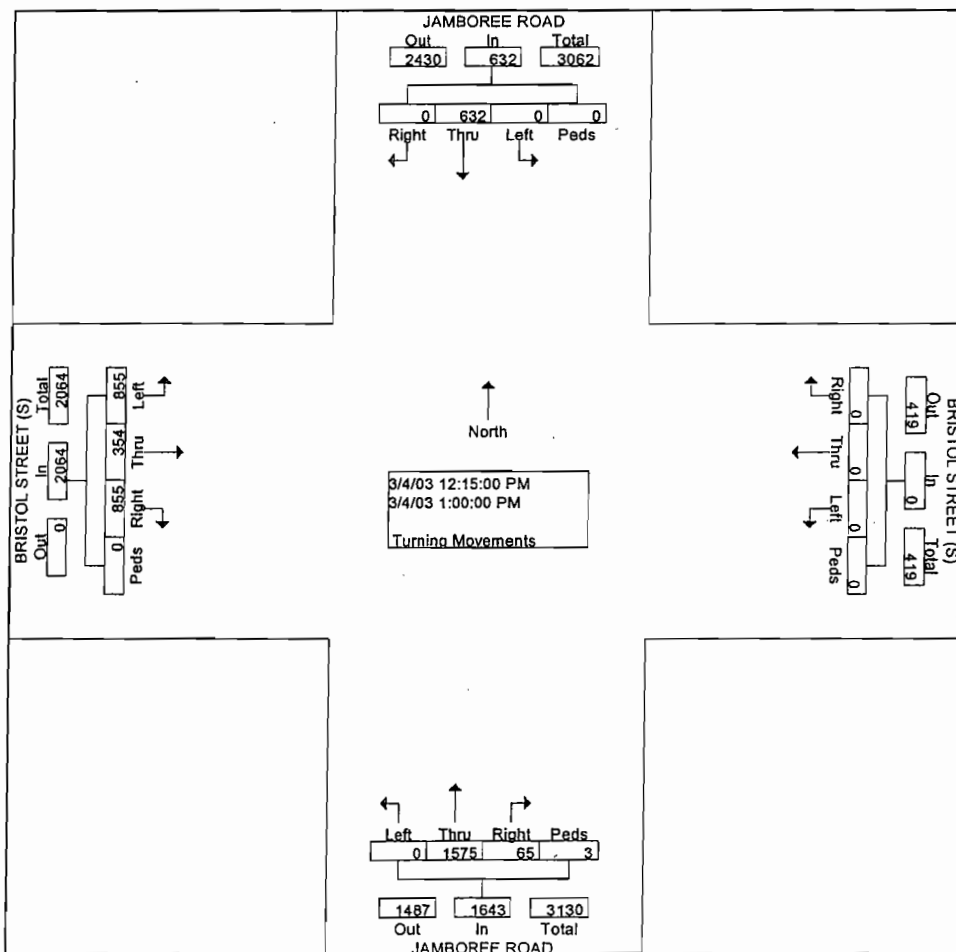 JAMBOREE ROAD
Out In Total
2430 632 3062
0 632 0 0
Right Thru Left Peds
BRISTOL STREET (S)
Out In Total
0 2064 2064
0 855 354 855
Peds Right Thru Left
North
3/4/03 12:15:00 PM
3/4/03 1:00:00 PM
Turning Movements
Right Thru Left Peds
0 0 0 0
419 0 419
Out In Total
BRISTOL STREET (S)
Left Thru Right Peds
0 1575 65 3
1487 1643 3130
Out In Total
JAMBOREE ROAD